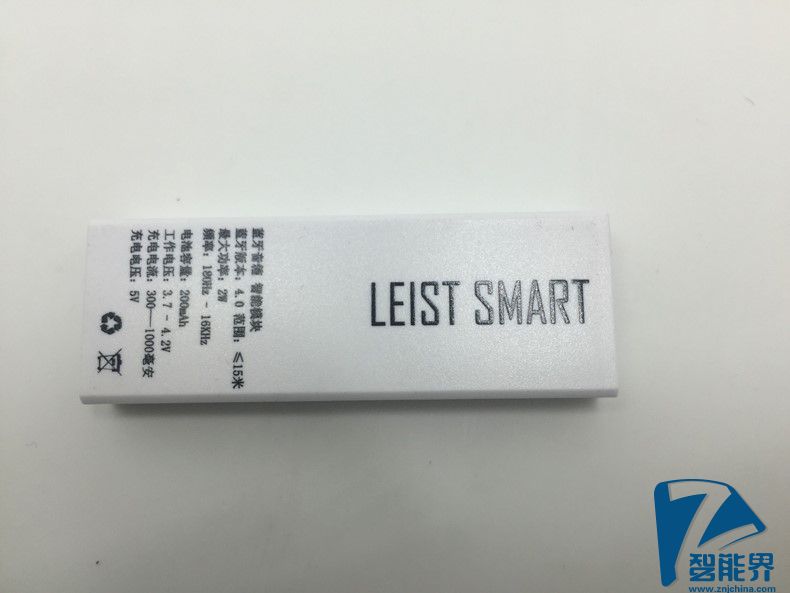 LEIST SMART
蓝牙音箱 智能模块
蓝牙版本：4.0 范围：≤15米
最大功率：2W
频率：180Hz - 16KHz
电池容量：200mAh
工作电压：3.7 - 4.2V
充电电流：300—1000毫安
充电电压：5V
智能界
www.znjchina.com